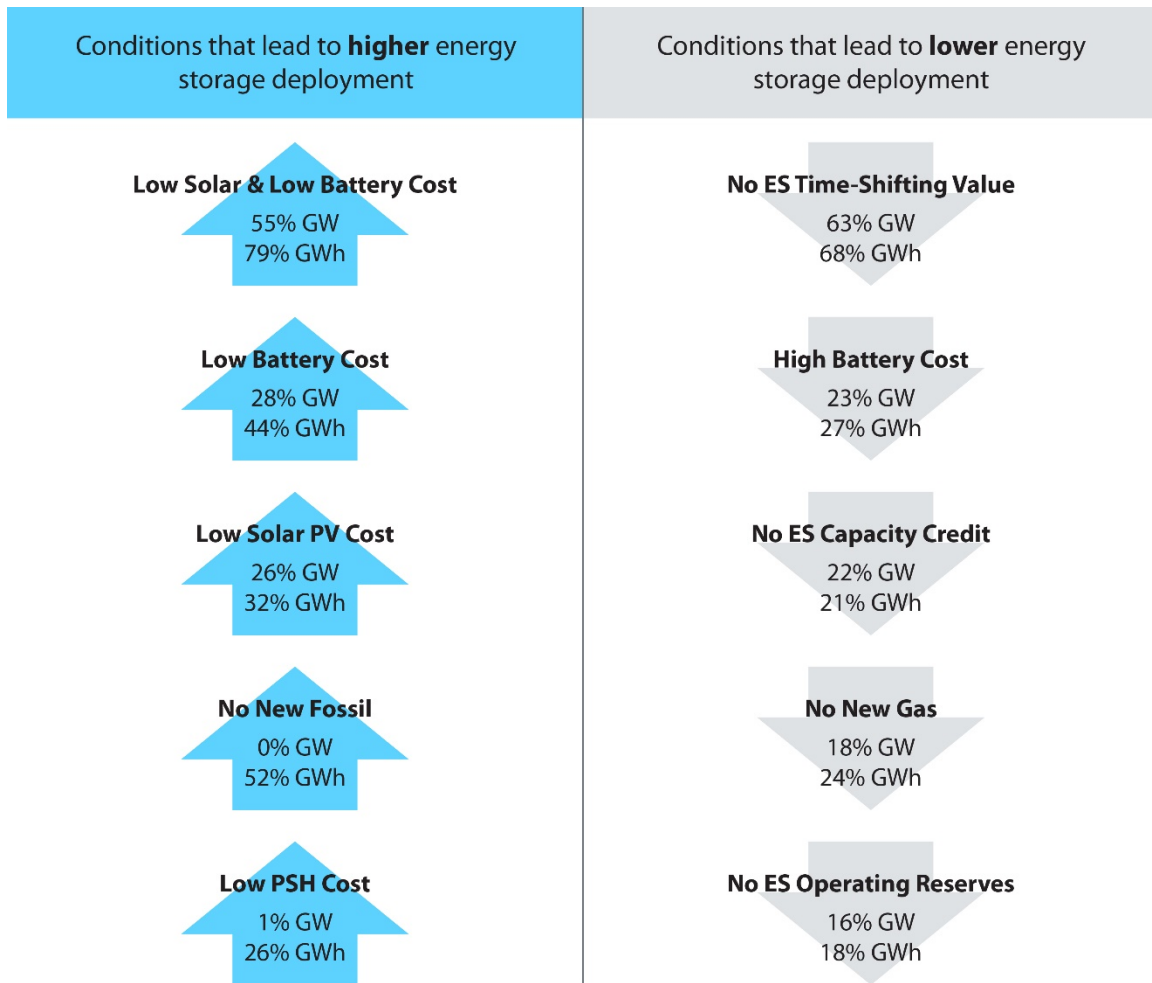 Conditions that lead to higher energy
storage deployment
Conditions that lead to lower energy
storage deployment
Low Solar & Low Battery Cost
55% GW
79% GWh
Low Battery Cost
28% GW
44% GWh
Low Solar PV Cost
26% GW
32% GWh
No New Fossil
0% GW
52% GWh
Low PSH Cost
1% GW
26% GWh
No ES Time-Shifting Value
63% GW
68% GWh
High Battery Cost
23% GW
27% GWh
No ES Capacity Credit
22% GW
21% GWh
No New Gas
18% GW
24% GWh
No ES Operating Reserves
16% GW
18% GWh